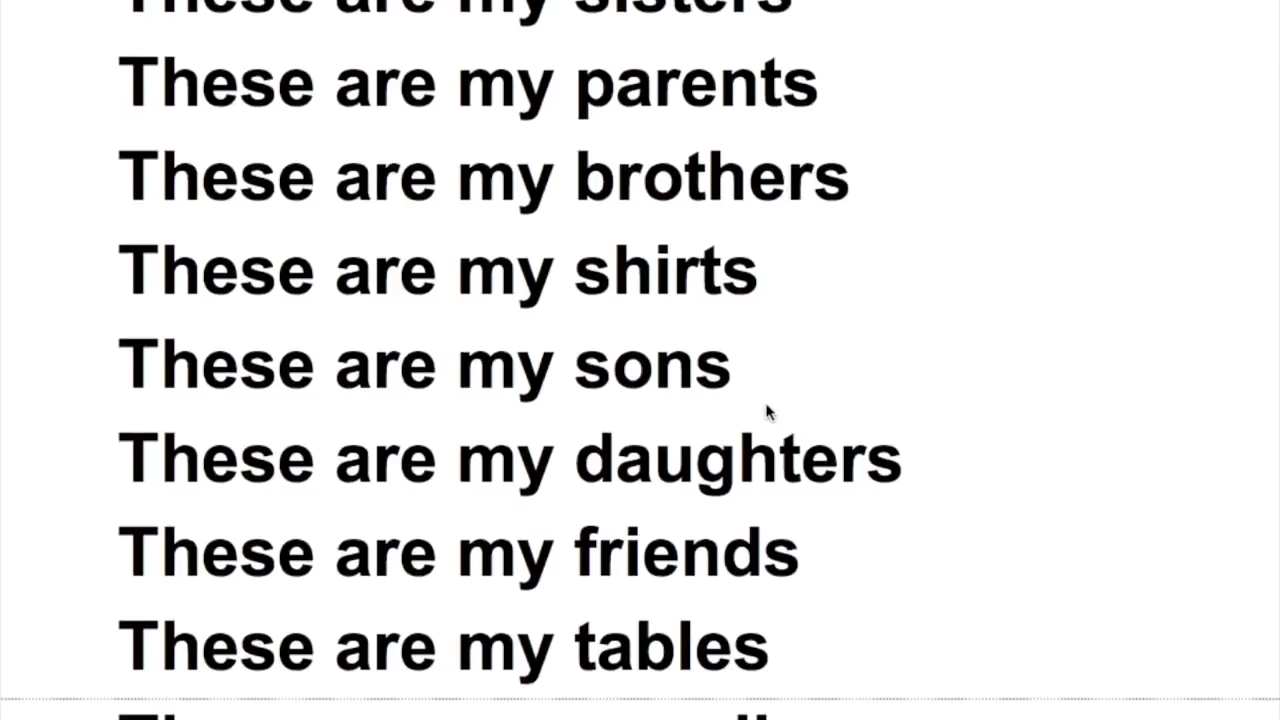 These are my sisters
These are my parents
These are my brothers
These are my shirts
These are my sons
These are my daughters
These are my friends
These are my tables